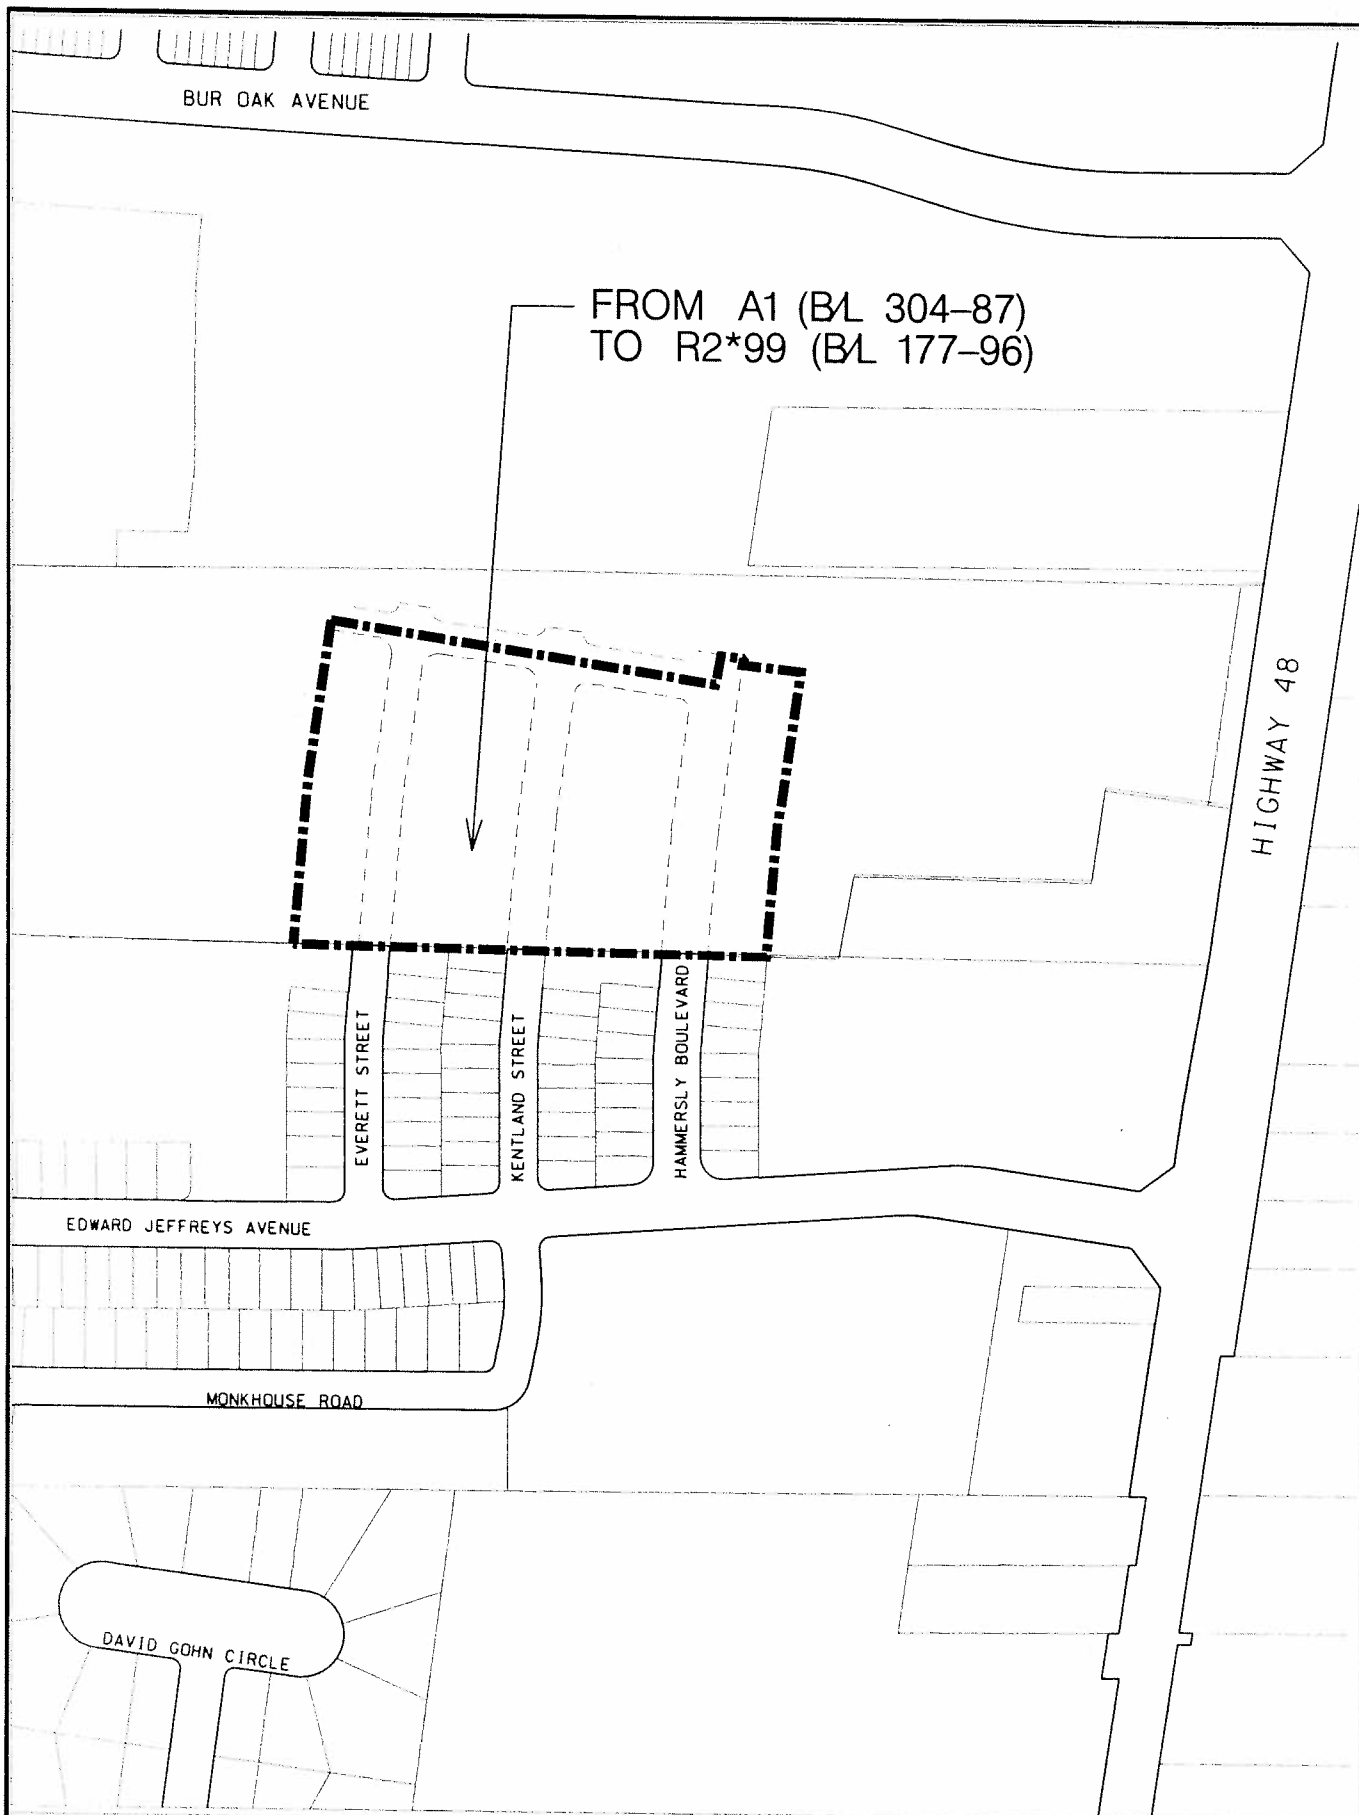 BUR OAK AVENUE
FROM A1 (B/L 304-87)
TO R2*99 (B/L 177-96)
HIGHWAY 48
EVERETT STREET
KENTLAND STREET
HAMMERSLY BOULEVARD
EDWARD JEFFREYS AVENUE
MONKHOUSE ROAD
DAVID GOHN CIRCLE